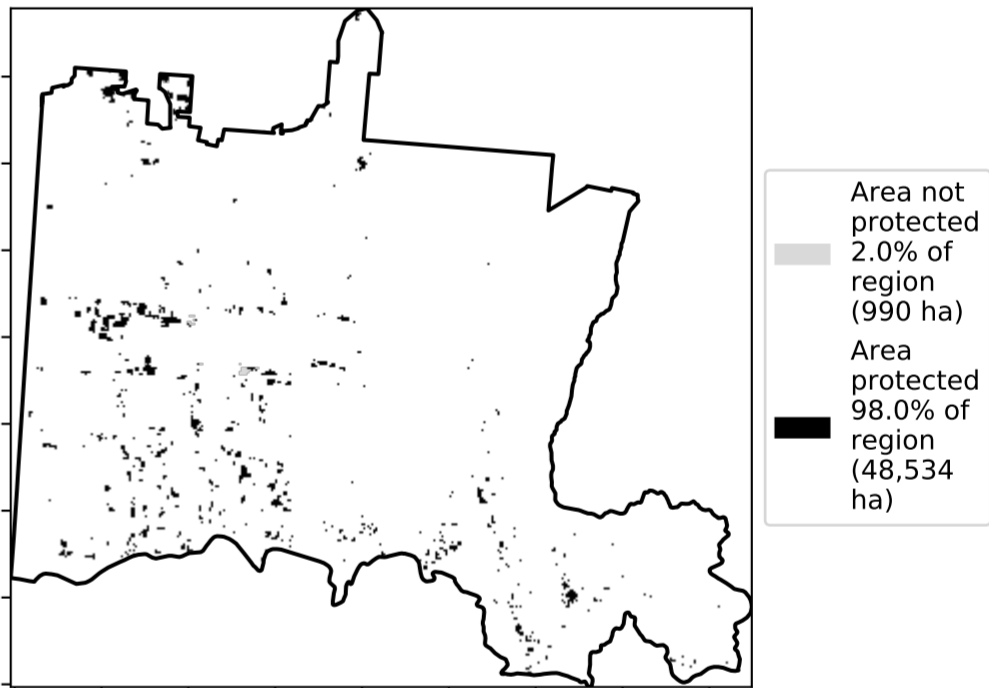 Area not
protected
2.0% of
region
(990 ha)
Area
protected
98.0% of
region
(48,534
ha)